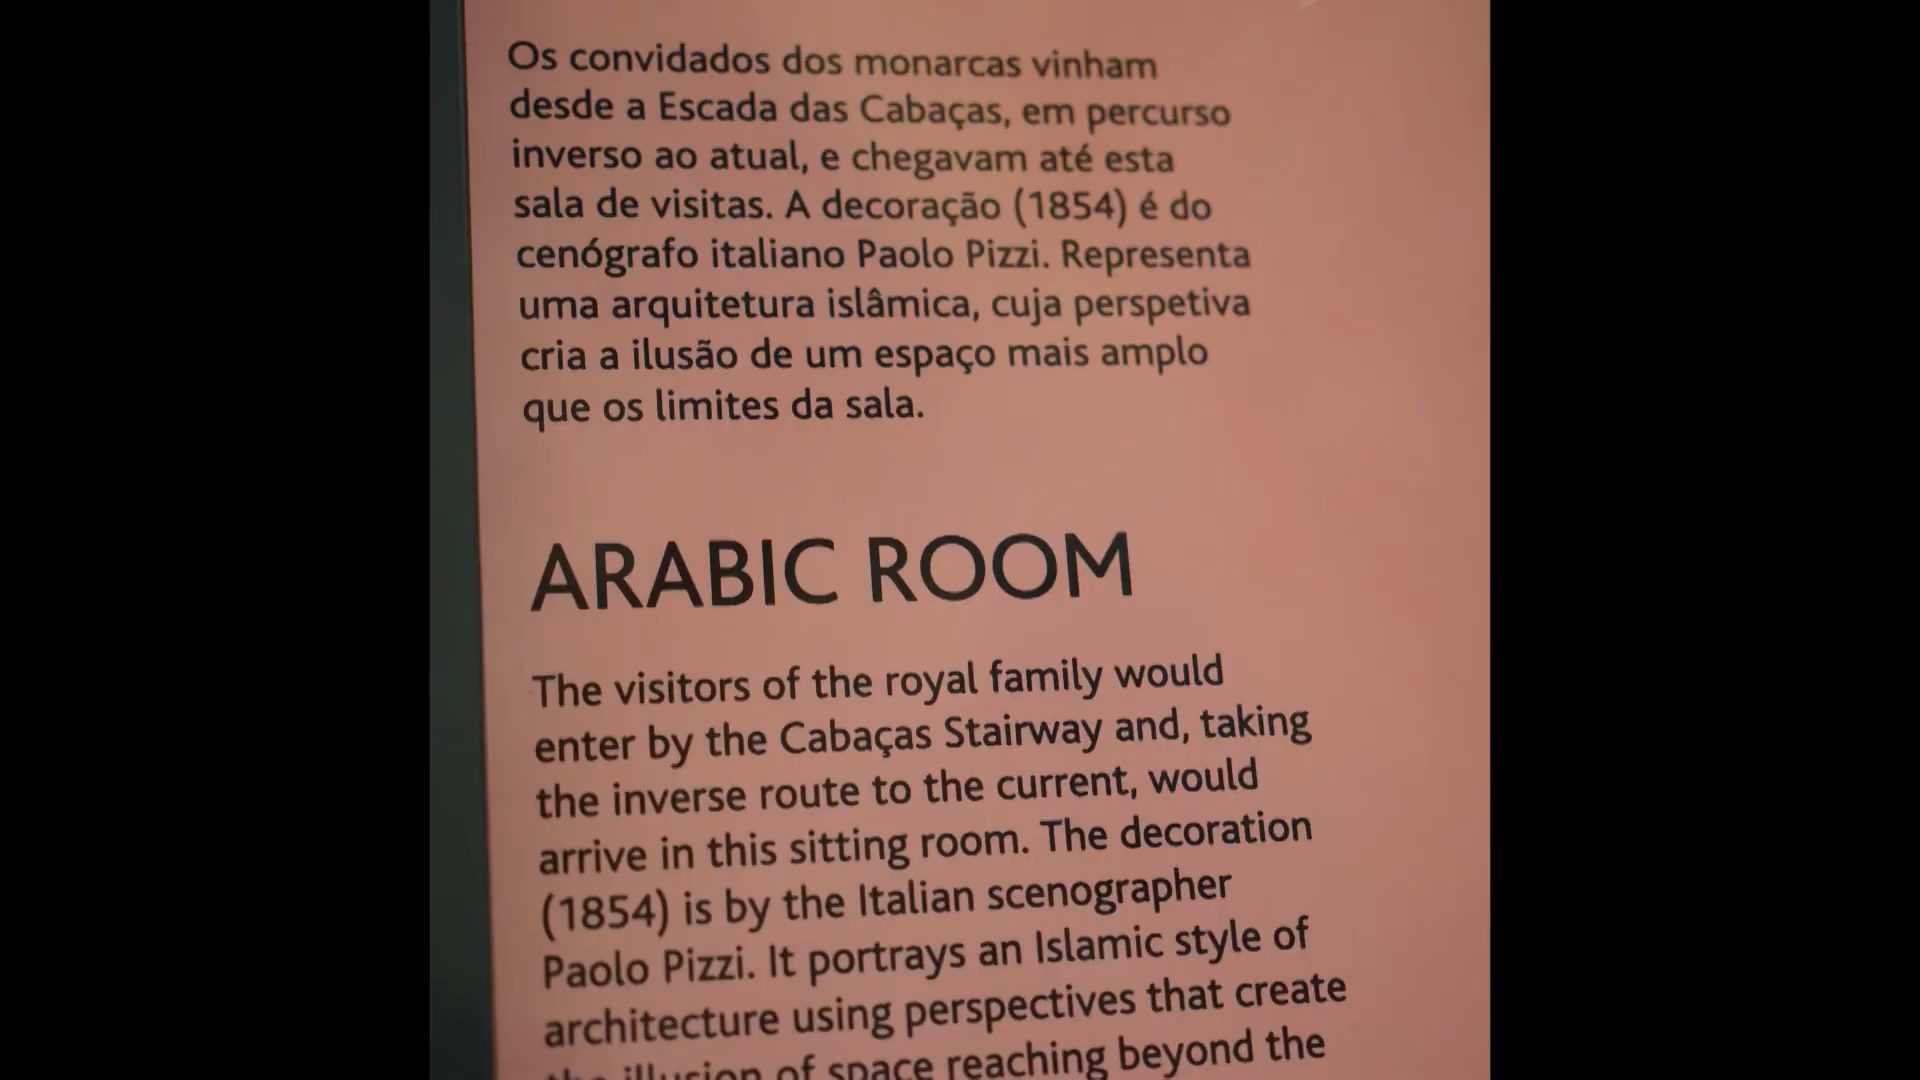 Os convidados dos monarcas vinham
desde a Escada das Cabaças, em percurso
inverso ao atual, e chegavam até esta
sala de visitas. A decoração (1854) é do
cenógrafo italiano Paolo Pizzi. Representa
uma arquitetura islâmica, cuja perspetiva
cria a ilusão de um espaço mais amplo
que os limites da sala.
ARABIC ROOM
The visitors of the royal family would
enter by the Cabaças Stairway and, taking
the inverse route to the current, would
arrive in this sitting room. The decoration
(1854) is by the Italian scenographer
Paolo Pizzi. It portrays an Islamic style of
architecture using perspectives that create
the illusion of space reaching beyond the